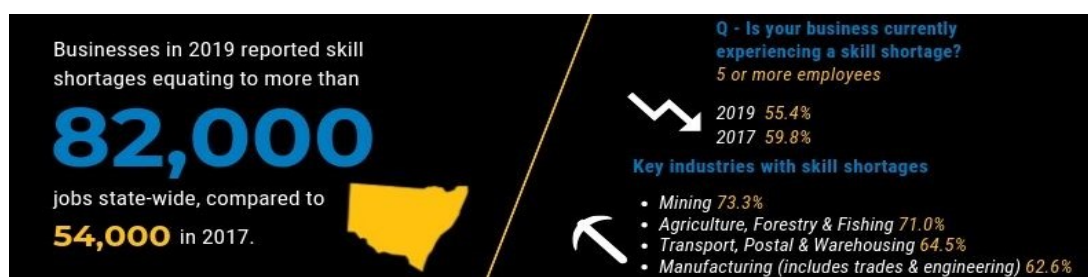 Businesses in 2019 reported skill
shortages equating to more than
82,000
jobs state-wide, compared to
54,000 in 2017.
Q - Is your business currently
experiencing a skill shortage?
5 or more employees
2019 55.4%
2017 59.8%
Key industries with skill shortages
• Mining 73.3%
• Agriculture, Forestry & Fishing 71.0%
• Transport, Postal & Warehousing 64.5%
• Manufacturing (includes trades & engineering) 62.6%